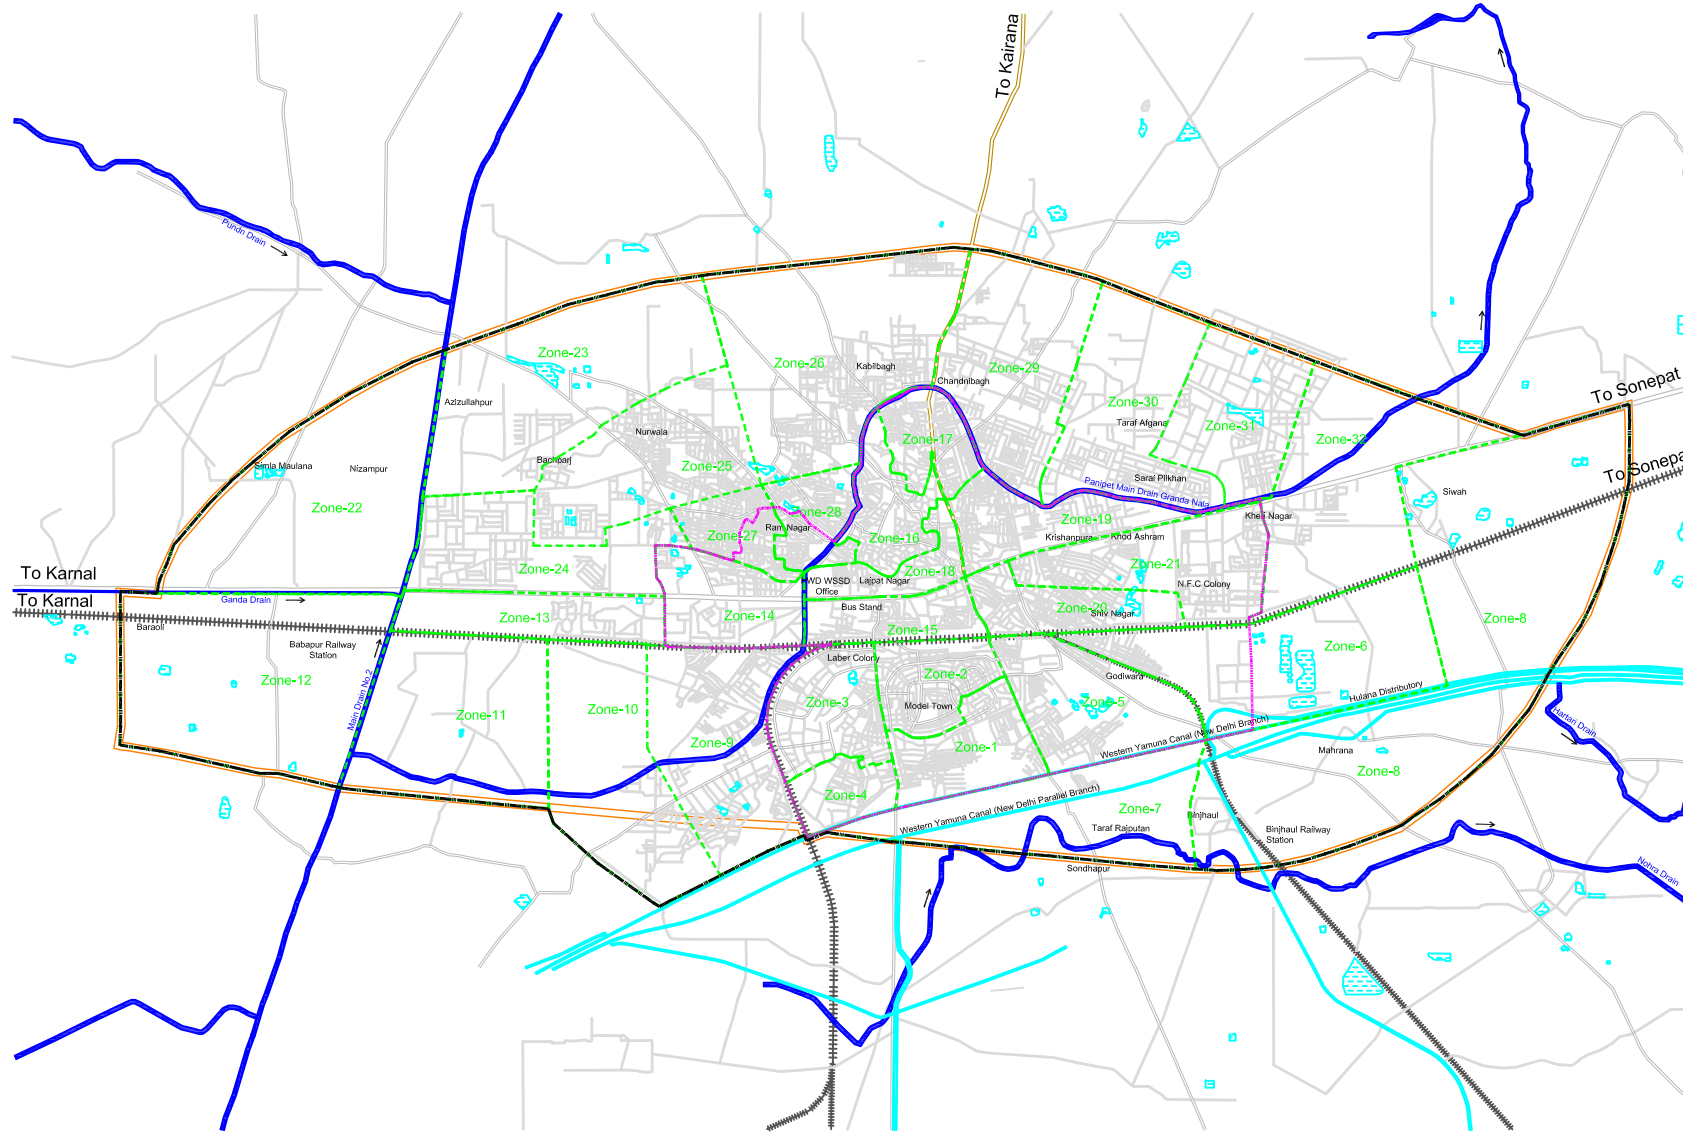 To Kairana
Pundri Drain
To Sonepat
Zone-23
Zone-26
Kabilbagh
Zone-29
Chandnibagh
Azizullahpur
Zone-30
Taraf Afgana
Zone-31
Zone-32
Nurwala
Zone-17
Bachpari
Simla Maulana
Nizampur
Zone-25
To Sonepa
Saral Pilkhan
Panipet Main Drain Granda Nala
Siwah
Zone-22
Zone-28
Ram Nagar
Zone-27
Zone-16
Zone-19
Kheli Nagar
Krishanpura
Khod Ashram
Zone-24
Zone-18
Zone-21
To Karnal
WD WSSD
Office
Lajpat Nagar
N.F.C Colony
To Karnal
Ganda Drain
Bus Stand
Zone-20
Shiv Nagar
Zone-13
Zone-14
Zone-15
Zone-8
Baraoli
Babapur Railway
Station
Laber Colony
Zone-6
Zone-12
Zone-2
Godiwara
Main Drain No.2
Huiana Distributory
Zone-3
Model Town
Zone-5
Zone-11
Zone-10
Harlari Drain
Zone-9
Zone-1
Western Yamuna Canal (New Delhi Branch)
Mahrana
Zone-8
Zone-4
Western Yamuna Canal (New Delhi Parallel Branch)
Zone-7
Binjhaul
Taraf Rajputan
Binjhaul Railway
Station
Sondhapur
Nohra Drain